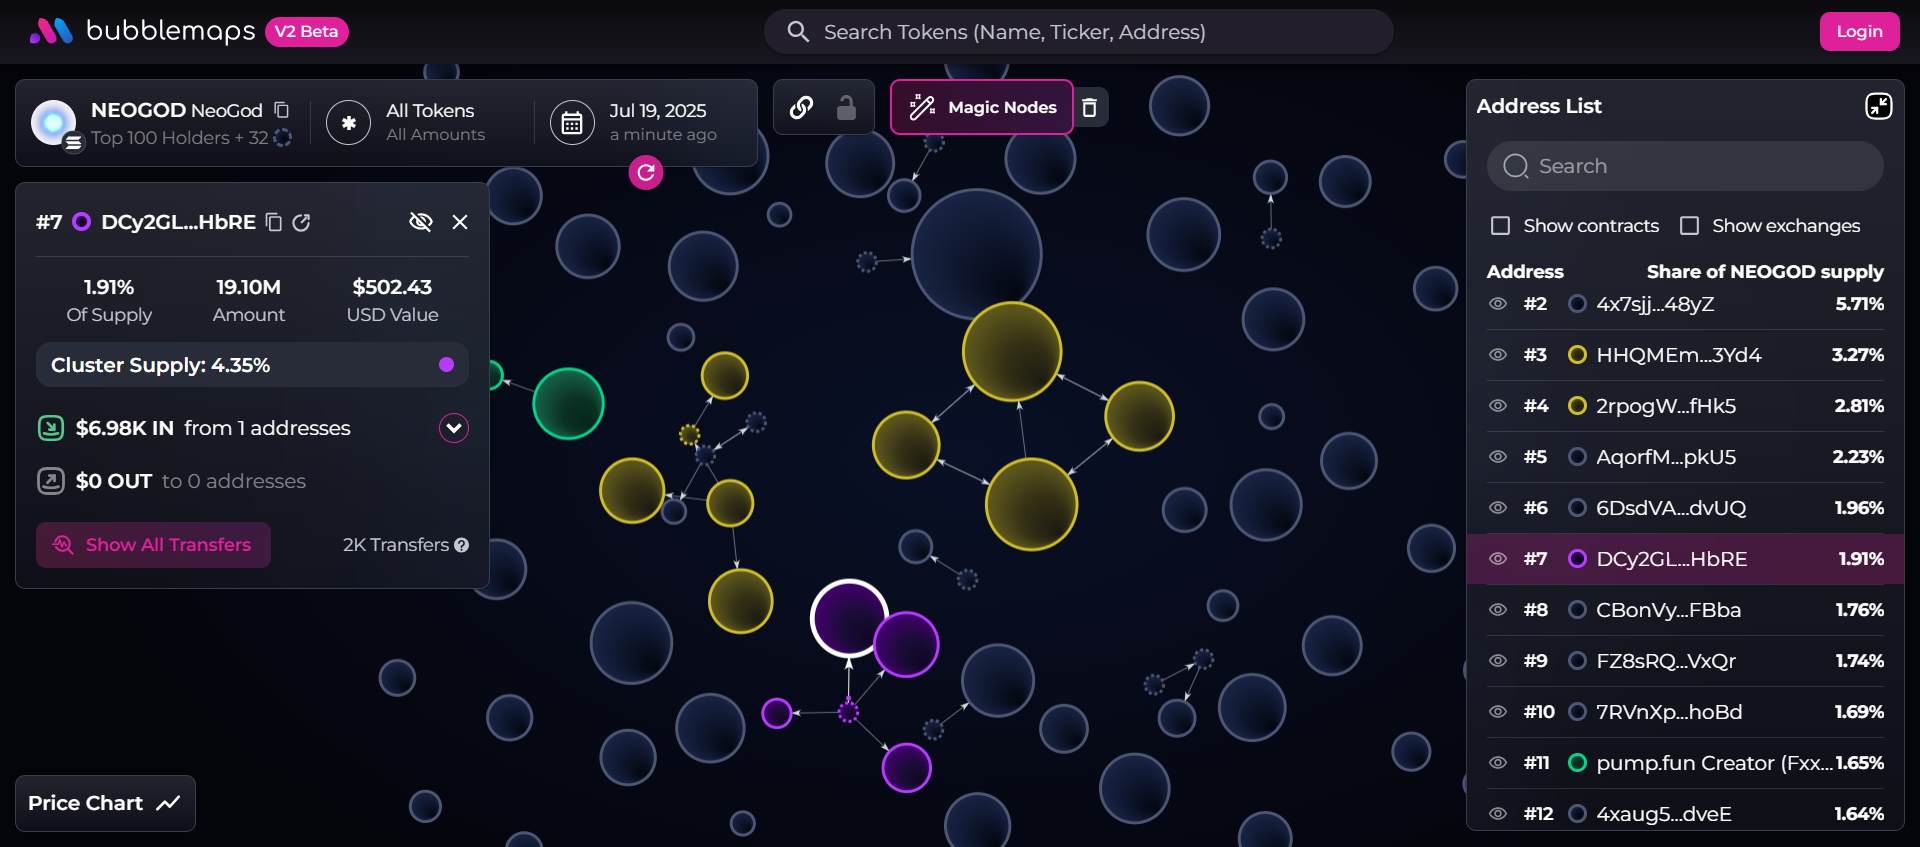 bubblemaps V2 Beta
Search Tokens (Name, Ticker, Address)
Login
NEOGOD NeoGod
Top 100 Holders + 32
All Tokens
All Amounts
Jul 19, 2025
a minute ago
Magic Nodes
#7 DCy2GL...HbRE
1.91% 19.10M $502.43
Of Supply Amount USD Value
Cluster Supply: 4.35%
$6.98K IN from 1 addresses
$0 OUT to 0 addresses
Show All Transfers 2K Transfers ?
Price Chart
Address List
Search
Show contracts Show exchanges
Address Share of NEOGOD supply
#2 4x7sjj...48yZ 5.71%
#3 HHQMEm...3Yd4 3.27%
#4 2rpogW...fHk5 2.81%
#5 AqorfM...pkU5 2.23%
#6 6DsdVA...dvUQ 1.96%
#7 DCy2GL...HbRE 1.91%
#8 CBonVy...FBba 1.76%
#9 FZ8sRQ...VxQr 1.74%
#10 7RVnXp...hoBd 1.69%
#11 pump.fun Creator (Fxx... 1.65%
#12 4xaug5...dveE 1.64%